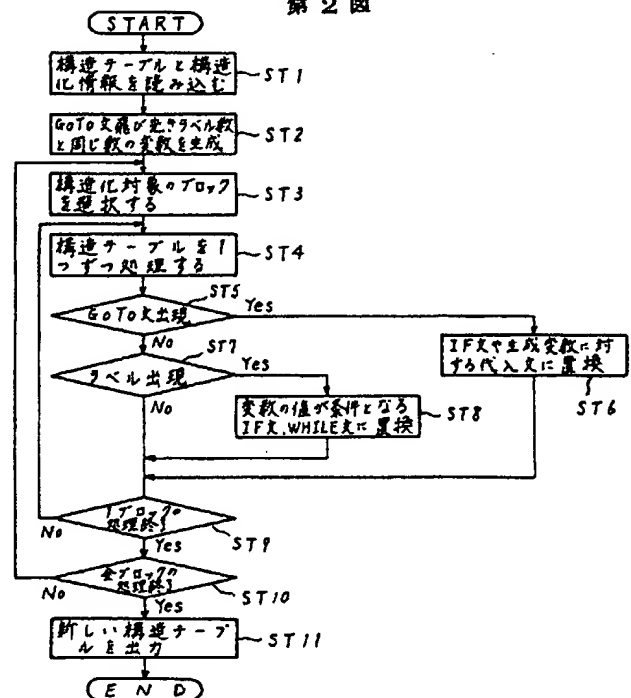 第2図
START
構造テーブルと構造
化情報を読み込む
ST1
GoTo文飛び先ラベル数
と同じ数の変数を生成
ST2
構造化対象のブロック
を選択する
ST3
構造テーブルを1
つずつ処理する
ST4
GoTo文出現
ST5
Yes
No
IF文や生成変数に対
する代入文に置換
ST6
ラベル出現
ST7
Yes
No
変数の値が条件となる
IF文,WHILE文に置換
ST8
1ブロックの
処理終了
ST9
No
Yes
全ブロックの
処理終了
ST10
No
Yes
新しい構造テーブ
ルを出力
ST11
END